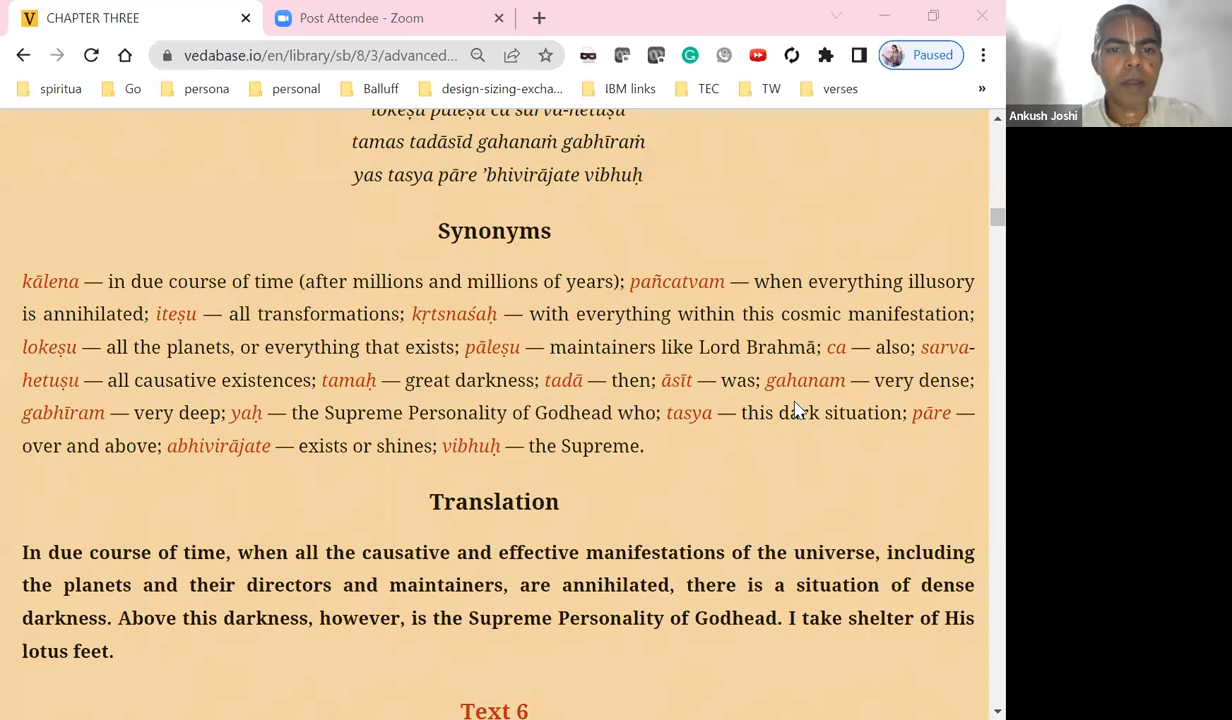 CHAPTER THREE
Post Attendee - Zoom
vedabase.io/en/library/sb/8/3/advanced...
Paused
spiritua
Go
persona
personal
Balluff
design-sizing-excha...
IBM links
TEC
TW
verses
»
lokeṣu pāleṣu ca sarva-hetuṣu
tamas tadāsīd gahanaṁ gabhīraṁ
yas tasya pāre ’bhivirājate vibhuḥ
Synonyms
kālena — in due course of time (after millions and millions of years); pañcatvam — when everything illusory
is annihilated; iteṣu — all transformations; kṛtsnaśaḥ — with everything within this cosmic manifestation;
lokeṣu — all the planets, or everything that exists; pāleṣu — maintainers like Lord Brahmā; ca — also; sarva-
hetuṣu — all causative existences; tamaḥ — great darkness; tadā — then; āsīt — was; gahanam — very dense;
gabhīram — very deep; yaḥ — the Supreme Personality of Godhead who; tasya — this dark situation; pāre —
over and above; abhivirājate — exists or shines; vibhuḥ — the Supreme.
Translation
In due course of time, when all the causative and effective manifestations of the universe, including
the planets and their directors and maintainers, are annihilated, there is a situation of dense
darkness. Above this darkness, however, is the Supreme Personality of Godhead. I take shelter of His
lotus feet.
Text 6
Ankush Joshi